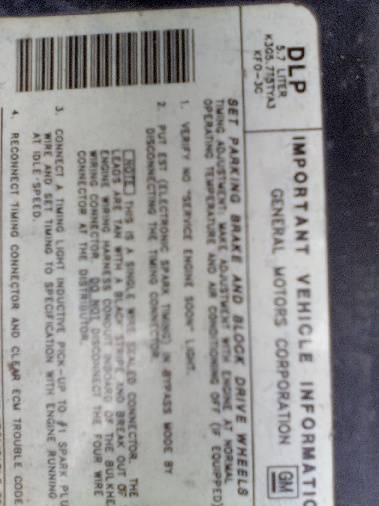 DLP
5.7 LITER
KFO-3C
IMPORTANT VEHICLE INFORMATIO
GENERAL MOTORS CORPORATION
GM
SET PARKING BRAKE AND BLOCK DRIVE WHEELS
TIMING ADJUSTMENT. MAKE ADJUSTMENT WITH ENGINE AT NORMAL
OPERATING TEMPERATURE AND AIR CONDITIONING OFF (IF EQUIPPED)
1. VERIFY NO "SERVICE ENGINE SOON" LIGHT.
2. PUT EST (ELECTRONIC SPARK TIMING) IN BYPASS MODE BY
DISCONNECTING THE TIMING CONNECTOR.
NOTE THIS IS A SINGLE WIRE SEALED CONNECTOR. THE
LEADS ARE TAN WITH A BLACK STRIPE AND BREAK OUT OF
ENGINE WIRING HARNESS CONDUIT INBOARD OF THE BULKHE
WIRING CONNECTOR. DO NOT DISCONNECT THE FOUR WIRE
CONNECTOR AT THE DISTRIBUTOR.
3. CONNECT A TIMING LIGHT INDUCTIVE PICK-UP TO #1 SPARK PLU
WIRE AND SET TIMING TO SPECIFICATION WITH ENGINE RUNNING
AT IDLE SPEED.
4. RECONNECT TIMING CONNECTOR AND CLEAR ECM TROUBLE CODE